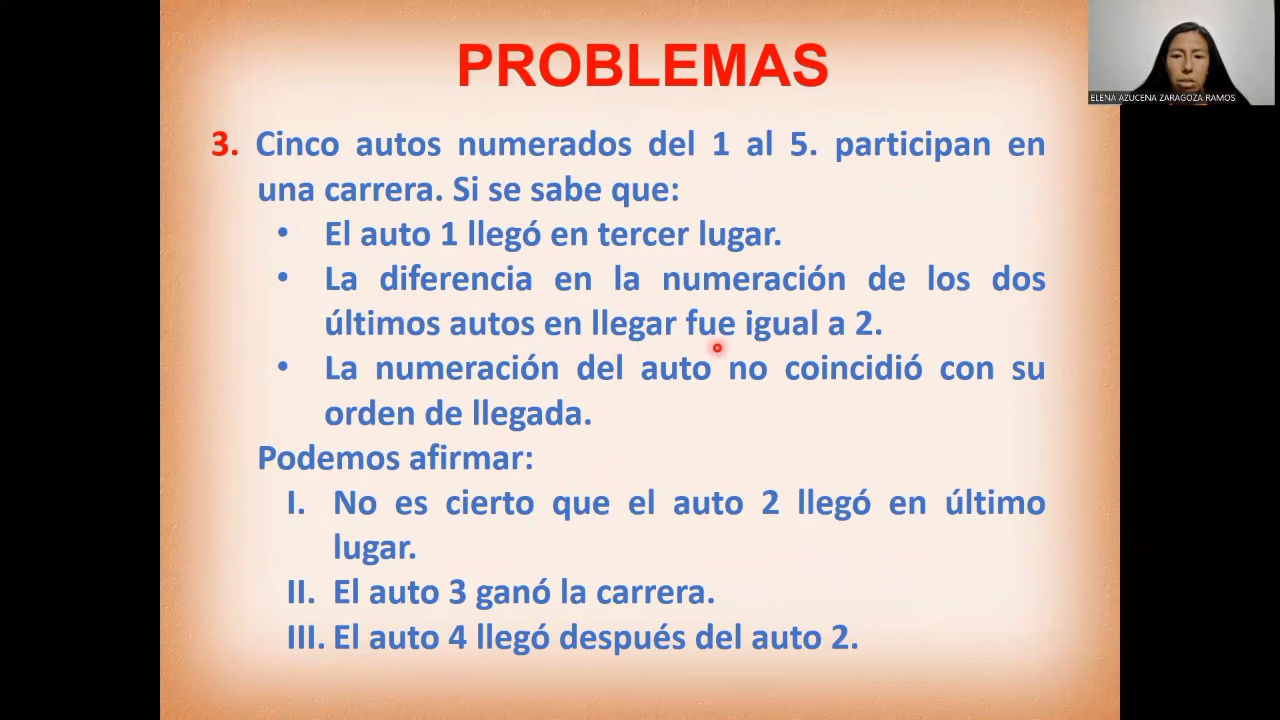 PROBLEMAS
ELENA AZUCENA ZARAGOZA RAMOS
3. Cinco autos numerados del 1 al 5. participan en
una carrera. Si se sabe que:
• El auto 1 llegó en tercer lugar.
• La diferencia en la numeración de los dos
últimos autos en llegar fue igual a 2.
• La numeración del auto no coincidió con su
orden de llegada.
Podemos afirmar:
I. No es cierto que el auto 2 llegó en último
lugar.
II. El auto 3 ganó la carrera.
III. El auto 4 llegó después del auto 2.